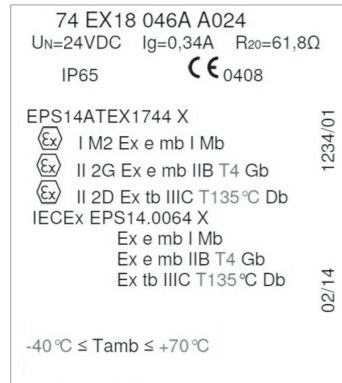 74 EX18 046A A024
UN=24VDC Ig=0,34A R20=61,8Ω
IP65 CE 0408
EPS14ATEX1744 X
Ex I M2 Ex e mb I Mb
Ex II 2G Ex e mb IIB T4 Gb
Ex II 2D Ex tb IIIC T135°C Db
IECEx EPS14.0064 X
Ex e mb I Mb
Ex e mb IIB T4 Gb
Ex tb IIIC T135°C Db
-40°C ≤ Tamb ≤ +70°C
1234/01
02/14